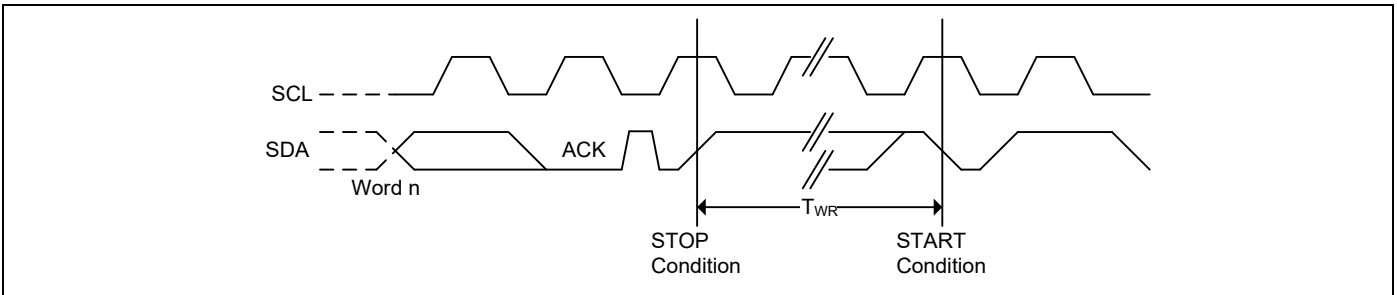 SCL
SDA
ACK
Word n
TWR
STOP
Condition
START
Condition